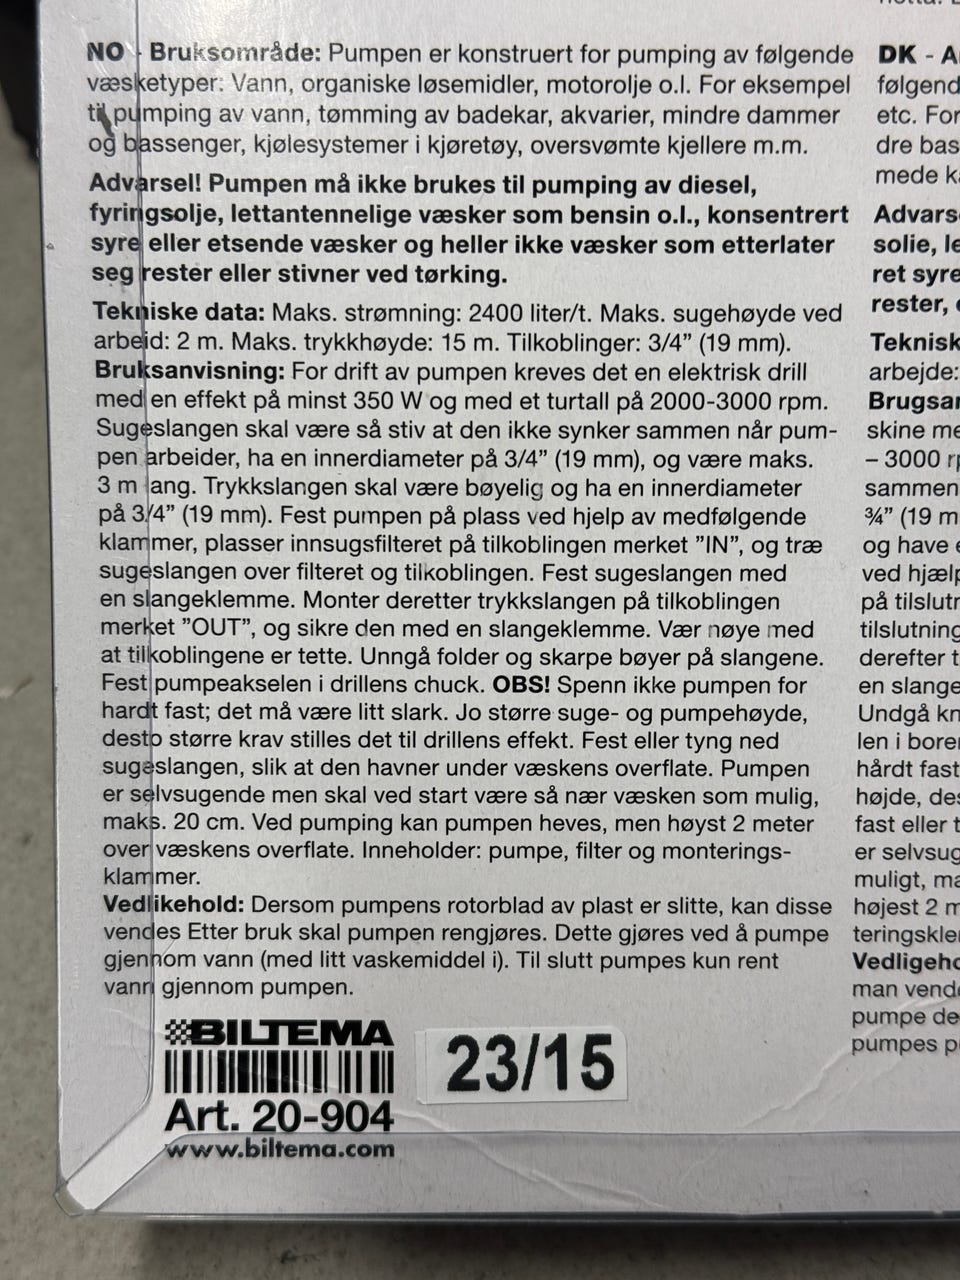 NO - Bruksområde: Pumpen er konstruert for pumping av følgende
væsketyper: Vann, organiske løsemidler, motorolje o.l. For eksempel
til pumping av vann, tømming av badekar, akvarier, mindre dammer
og bassenger, kjølesystemer i kjøretøy, oversvømte kjellere m.m.
Advarsel! Pumpen må ikke brukes til pumping av diesel,
fyringsolje, lettantennelige væsker som bensin o.l., konsentrert
syre eller etsende væsker og heller ikke væsker som etterlater
seg rester eller stivner ved tørking.
Tekniske data: Maks. strømning: 2400 liter/t. Maks. sugehøyde ved
arbeid: 2 m. Maks. trykkhøyde: 15 m. Tilkoblinger: 3/4” (19 mm).
Bruksanvisning: For drift av pumpen kreves det en elektrisk drill
med en effekt på minst 350 W og med et turtall på 2000-3000 rpm.
Sugeslangen skal være så stiv at den ikke synker sammen når pum-
pen arbeider, ha en innerdiameter på 3/4” (19 mm), og være maks.
3 m lang. Trykkslangen skal være bøyelig og ha en innerdiameter
på 3/4” (19 mm). Fest pumpen på plass ved hjelp av medfølgende
klammer, plasser innsugsfilteret på tilkoblingen merket ”IN”, og træ
sugeslangen over filteret og tilkoblingen. Fest sugeslangen med
en slangeklemme. Monter deretter trykkslangen på tilkoblingen
merket ”OUT”, og sikre den med en slangeklemme. Vær nøye med
at tilkoblingene er tette. Unngå folder og skarpe bøyer på slangene.
Fest pumpeakselen i drillens chuck. OBS! Spenn ikke pumpen for
hardt fast; det må være litt slark. Jo større suge- og pumpehøyde,
desto større krav stilles det til drillens effekt. Fest eller tyng ned
sugeslangen, slik at den havner under væskens overflate. Pumpen
er selvsugende men skal ved start være så nær væsken som mulig,
maks. 20 cm. Ved pumping kan pumpen heves, men høyst 2 meter
over væskens overflate. Inneholder: pumpe, filter og monterings-
klammer.
Vedlikehold: Dersom pumpens rotorblad av plast er slitte, kan disse
vendes Etter bruk skal pumpen rengjøres. Dette gjøres ved å pumpe
gjennom vann (med litt vaskemiddel i). Til slutt pumpes kun rent
vann gjennom pumpen.
BILTEMA
Art. 20-904
www.biltema.com
23/15
DK - A
følgend
etc. For
dre bas
mede k
Advars
solie, le
ret syre
rester,
Teknisk
arbejde:
Brugsan
skine me
– 3000 r
sammen
¾” (19 m
og have
ved hjælp
på tilslutn
tilslutning
derefter t
en slange
Undgå kn
len i boren
hårdt fast
højde, des
fast eller t
er selvsug
muligt, ma
højest 2 m
teringskler
Vedligeho
man vende
pumpe de
pumpes p